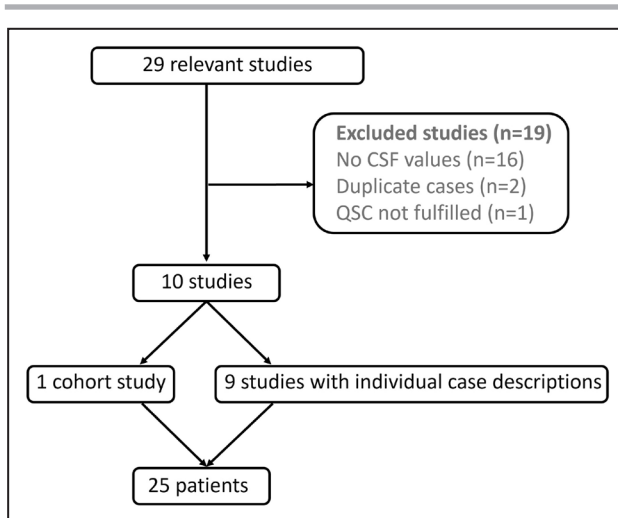 29 relevant studies
Excluded studies (n=19)
No CSF values (n=16)
Duplicate cases (n=2)
QSC not fulfilled (n=1)
10 studies
1 cohort study
9 studies with individual case descriptions
25 patients